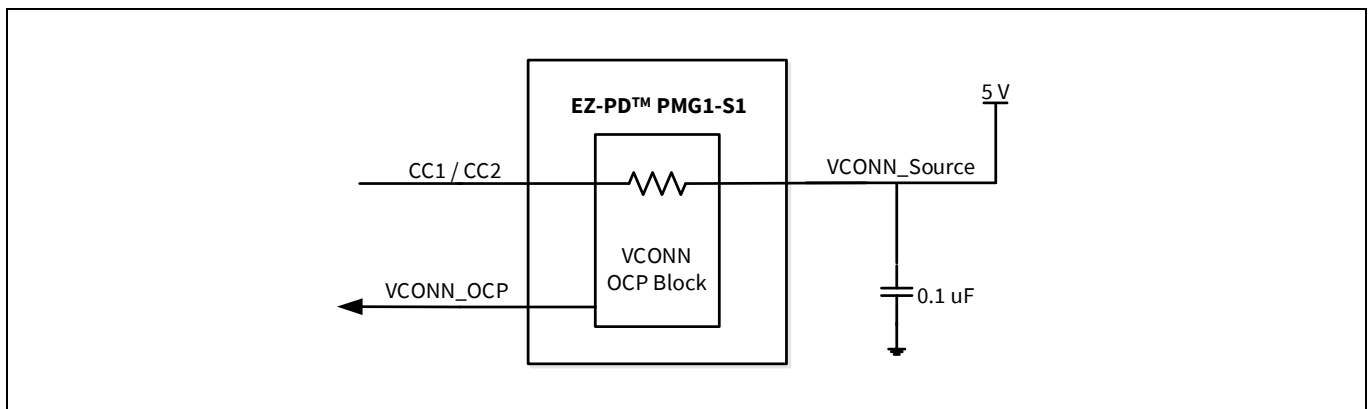 EZ-PD™ PMG1-S1
5 V
CC1 / CC2
VCONN_Source
VCONN
OCP Block
VCONN_OCP
0.1 uF